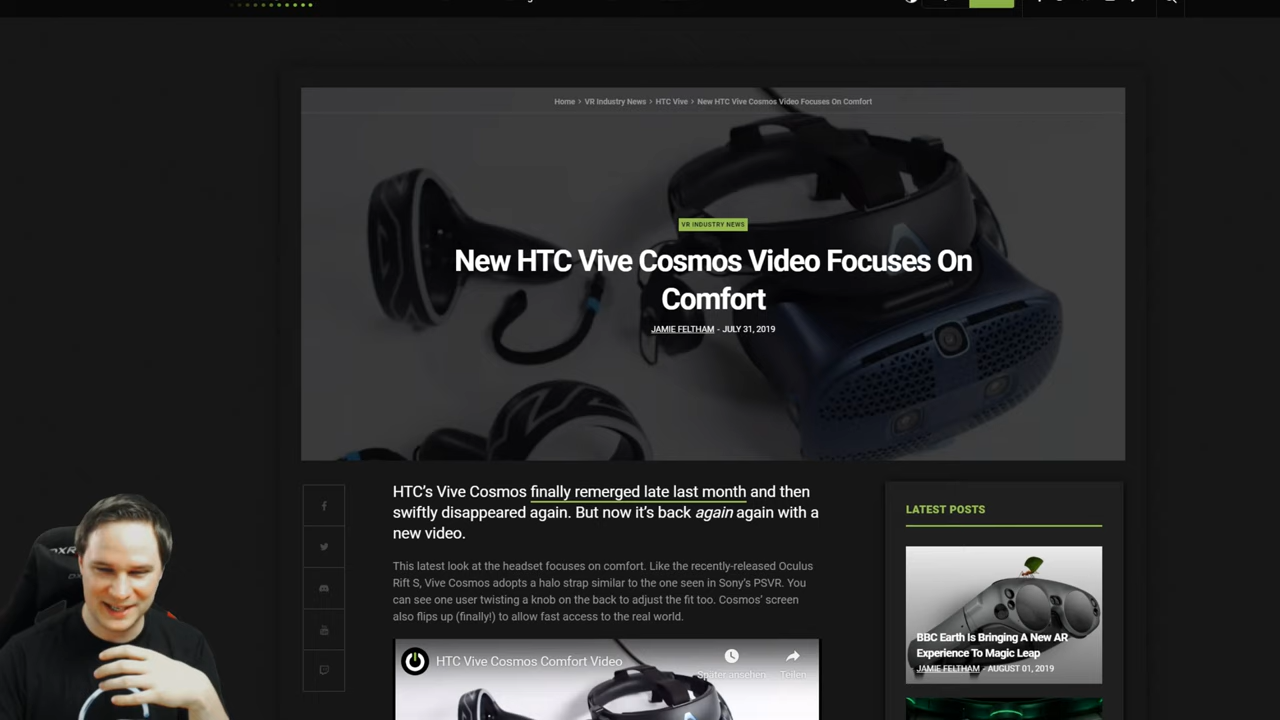 Home > VR Industry News > HTC Vive > New HTC Vive Cosmos Video Focuses On Comfort
VR INDUSTRY NEWS
New HTC Vive Cosmos Video Focuses On
Comfort
JAMIE FELTHAM - JULY 31, 2019
HTC’s Vive Cosmos finally remerged late last month and then
swiftly disappeared again. But now it’s back again again with a
new video.
This latest look at the headset focuses on comfort. Like the recently-released Oculus
Rift S, Vive Cosmos adopts a halo strap similar to the one seen in Sony’s PSVR. You
can see one user twisting a knob on the back to adjust the fit too. Cosmos’ screen
also flips up (finally!) to allow fast access to the real world.
HTC Vive Cosmos Comfort Video
Später ansehen
Teilen
LATEST POSTS
BBC Earth Is Bringing A New AR
Experience To Magic Leap
JAMIE FELTHAM - AUGUST 01, 2019